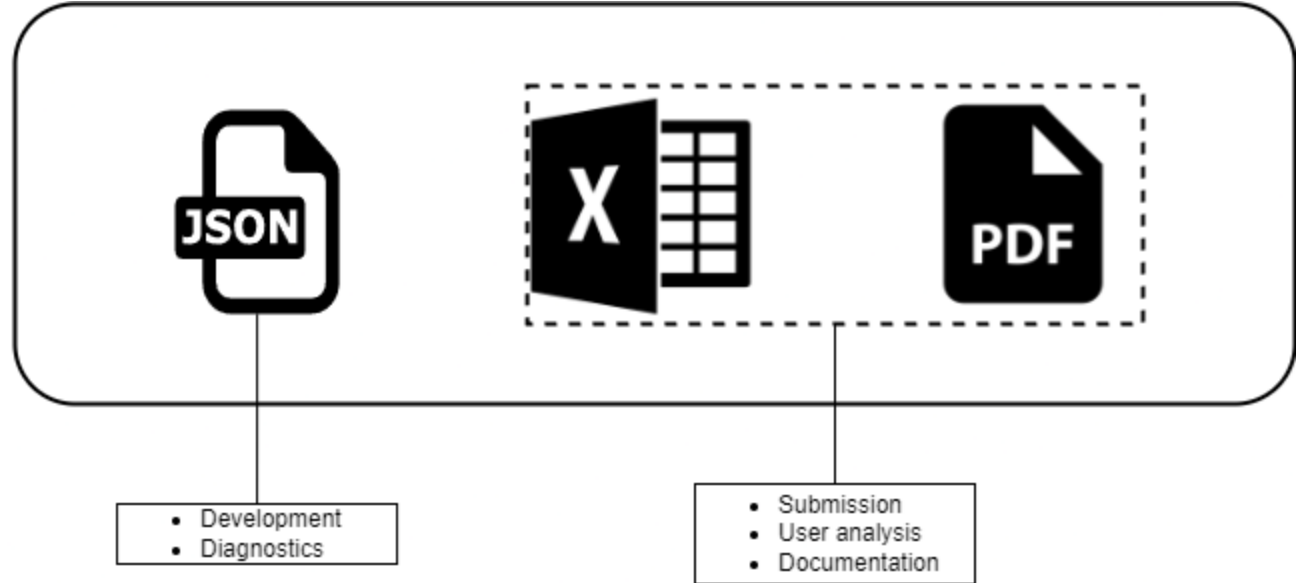 JSON
X
PDF
• Development
• Diagnostics
• Submission
• User analysis
• Documentation